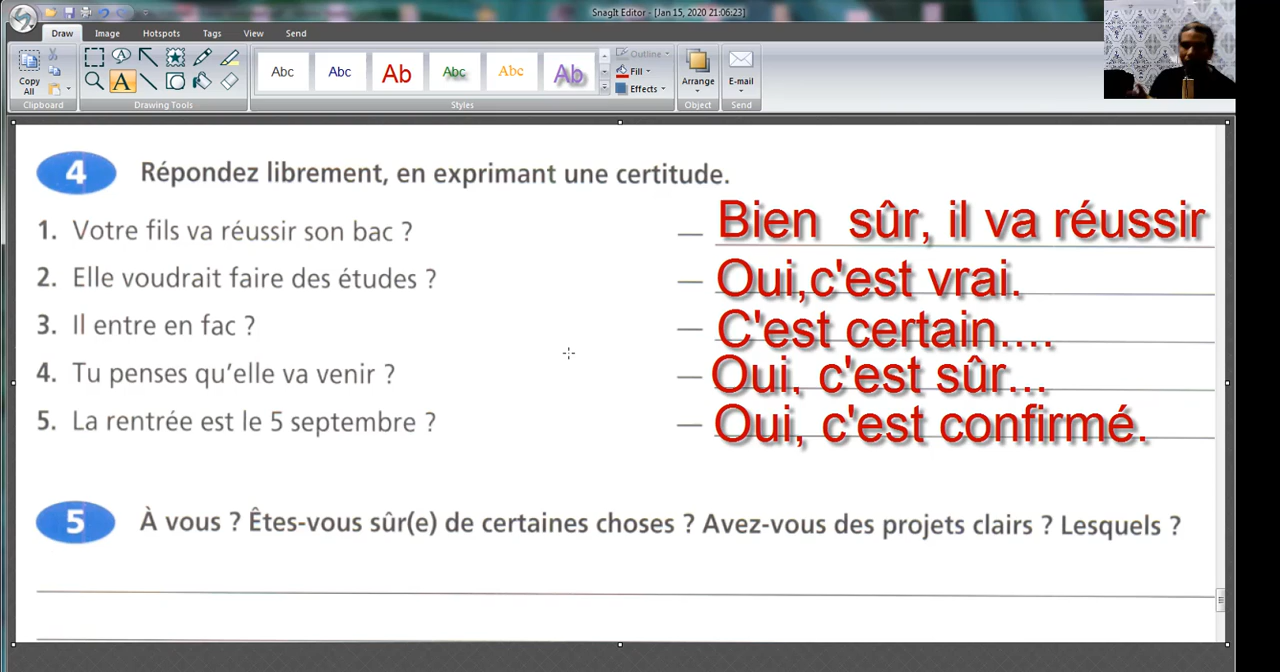 SnagIt Editor - [Jan 15, 2020 21:06:23]
Draw Image Hotspots Tags View Send
Copy All
Clipboard
Drawing Tools
Abc Abc Ab Abc Abc Ab
Styles
Outline
Fill
Effects
Arrange
Object
E-mail
Send
4 Répondez librement, en exprimant une certitude.
1. Votre fils va réussir son bac ? — Bien sûr, il va réussir
2. Elle voudrait faire des études ? — Oui,c'est vrai.
3. Il entre en fac ? — C'est certain....
4. Tu penses qu'elle va venir ? — Oui, c'est sûr...
5. La rentrée est le 5 septembre ? — Oui, c'est confirmé.
5 À vous ? Êtes-vous sûr(e) de certaines choses ? Avez-vous des projets clairs ? Lesquels ?